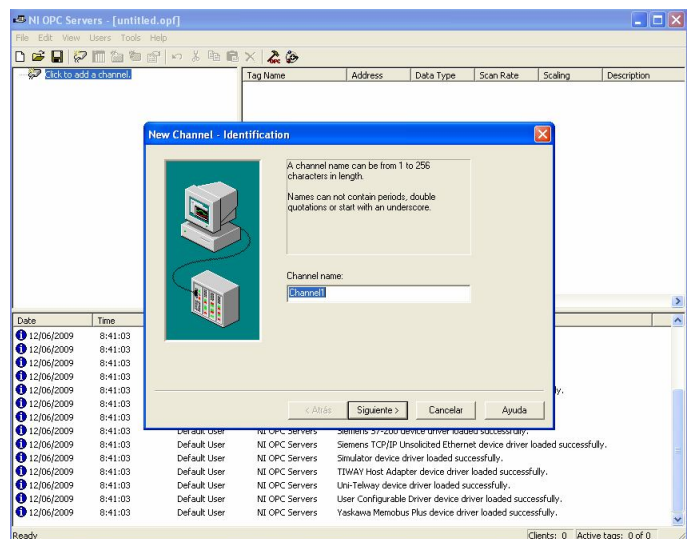 NI OPC Servers - [untitled.opf]
File Edit View Users Tools Help
Click to add a channel.
Tag Name Address Data Type Scan Rate Scaling Description
New Channel - Identification
A channel name can be from 1 to 256
characters in length.
Names can not contain periods, double
quotations or start with an underscore.
Channel name:
Channel1
< Atrás Siguiente > Cancelar Ayuda
Date Time
12/06/2009 8:41:03
12/06/2009 8:41:03
12/06/2009 8:41:03
12/06/2009 8:41:03
12/06/2009 8:41:03 ly.
12/06/2009 8:41:03
12/06/2009 8:41:03
12/06/2009 8:41:03 Default User NI OPC Servers Siemens S7-200 device driver loaded successfully.
12/06/2009 8:41:03 Default User NI OPC Servers Siemens TCP/IP Unsolicited Ethernet device driver loaded successfully.
12/06/2009 8:41:03 Default User NI OPC Servers Simulator device driver loaded successfully.
12/06/2009 8:41:03 Default User NI OPC Servers TIWAY Host Adapter device driver loaded successfully.
12/06/2009 8:41:03 Default User NI OPC Servers Uni-Telway device driver loaded successfully.
12/06/2009 8:41:03 Default User NI OPC Servers User Configurable Driver device driver loaded successfully.
12/06/2009 8:41:03 Default User NI OPC Servers Yaskawa Memobus Plus device driver loaded successfully.
Ready Clients: 0 Active tags: 0 of 0